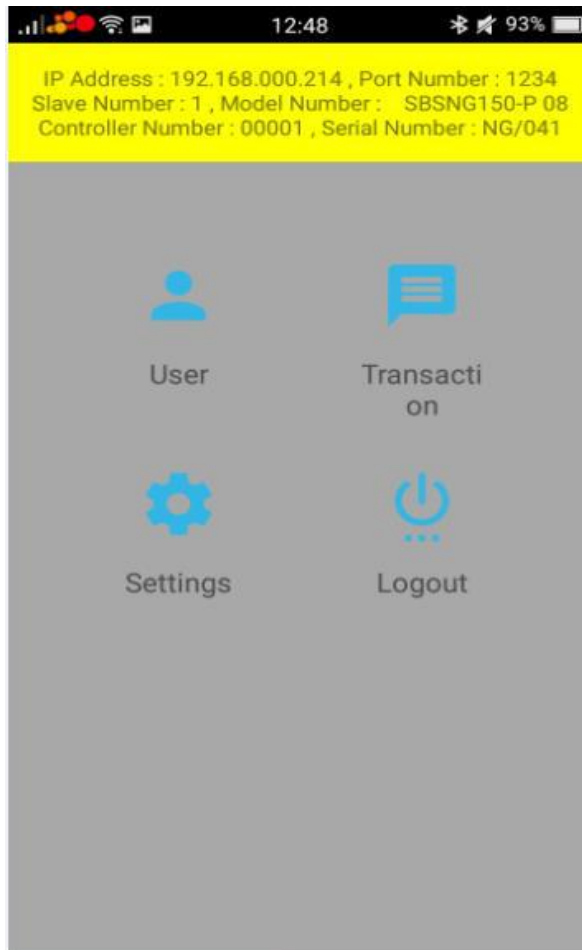 12:48 93%
IP Address : 192.168.000.214 , Port Number : 1234
Slave Number : 1 , Model Number :    SBSNG150-P 08
Controller Number : 00001 , Serial Number : NG/041
User
Transacti
on
Settings
Logout